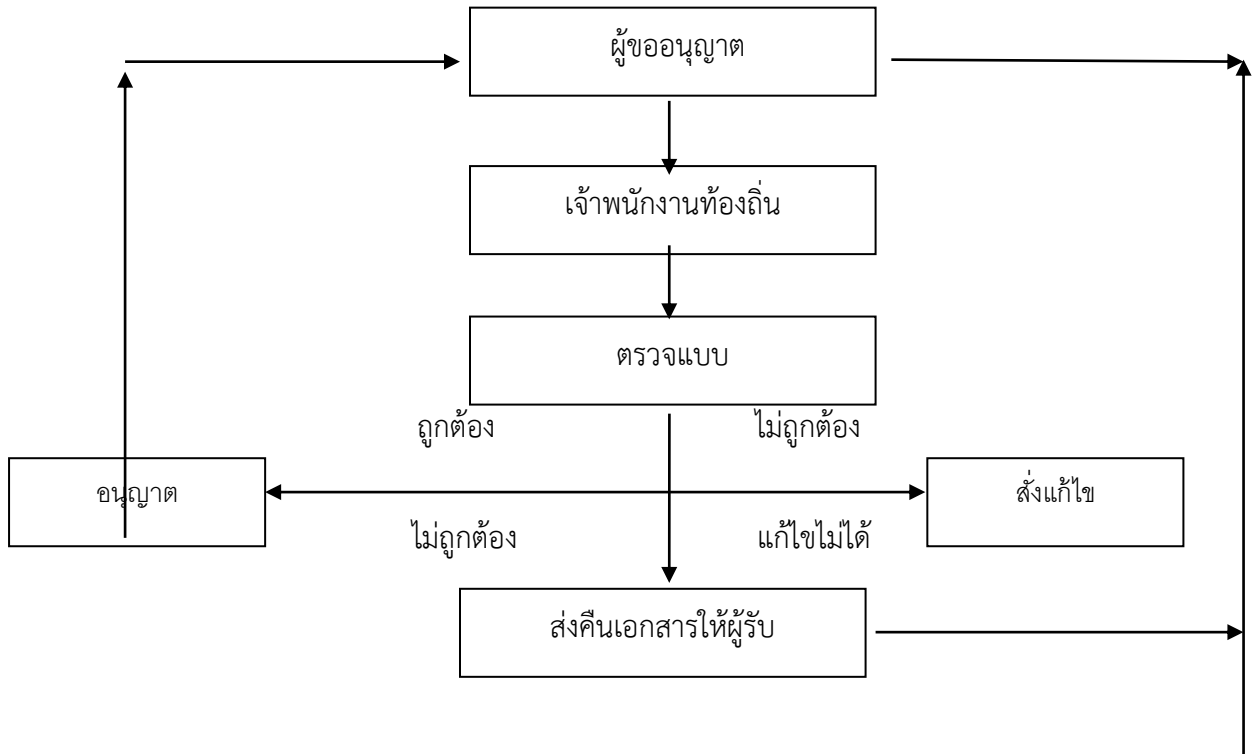 ผู้ขออนุญาต
เจ้าพนักงานท้องถิ่น
ตรวจแบบ
ถูกต้อง
ไม่ถูกต้อง
อนุญาต
สั่งแก้ไข
ไม่ถูกต้อง
แก้ไขไม่ได้
ส่งคืนเอกสารให้ผู้รับ